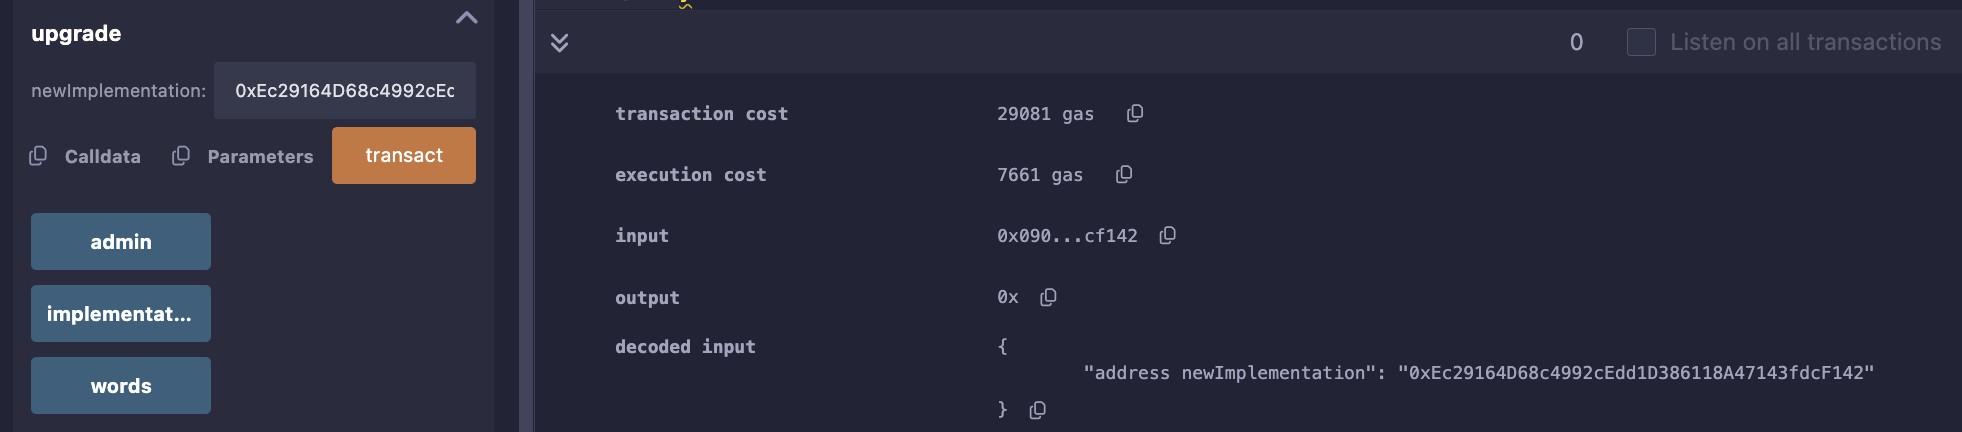 upgrade
newImplementation: 0xEc29164D68c4992cEc
Calldata Parameters transact
admin
implementat...
words
0 Listen on all transactions
transaction cost 29081 gas
execution cost 7661 gas
input 0x090...cf142
output 0x
decoded input {
"address newImplementation": "0xEc29164D68c4992cEdd1D386118A47143fdcF142"
}